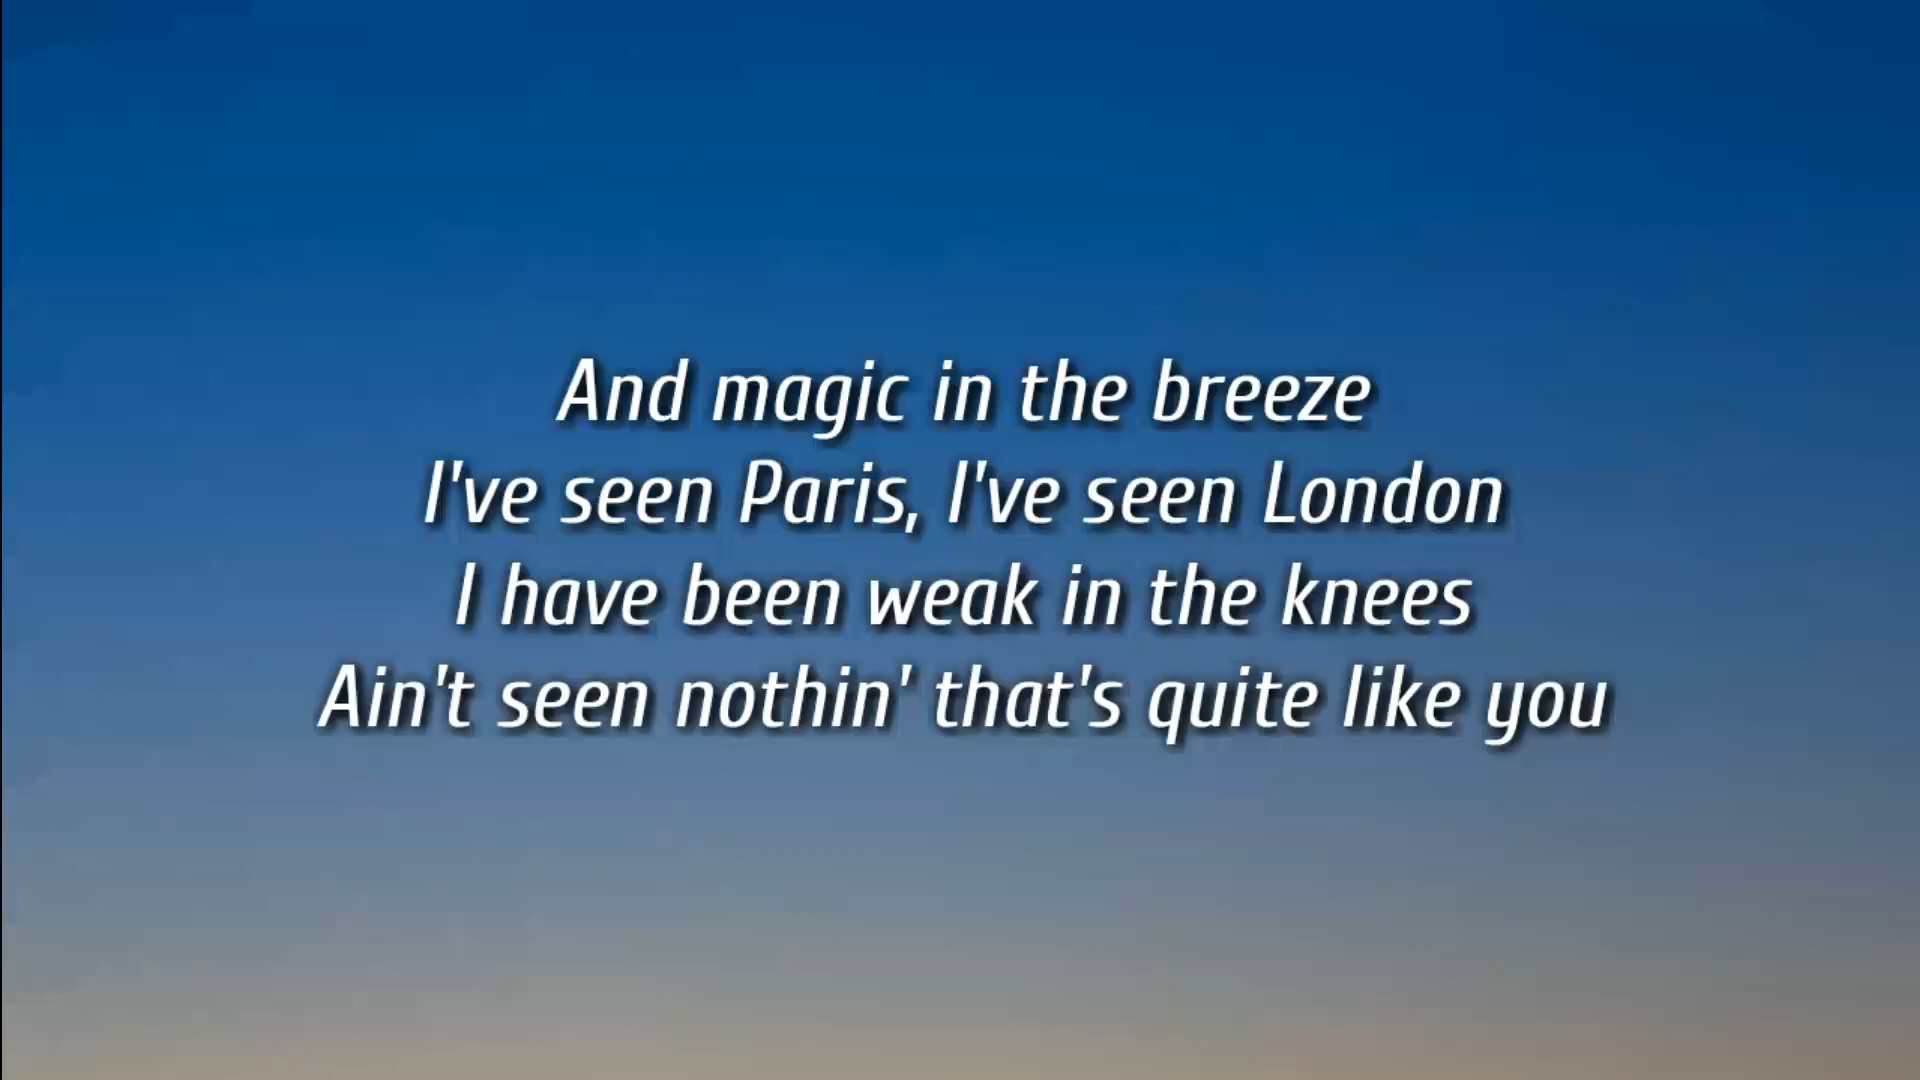 And magic in the breeze
I've seen Paris, I've seen London
I have been weak in the knees
Ain't seen nothin' that's quite like you